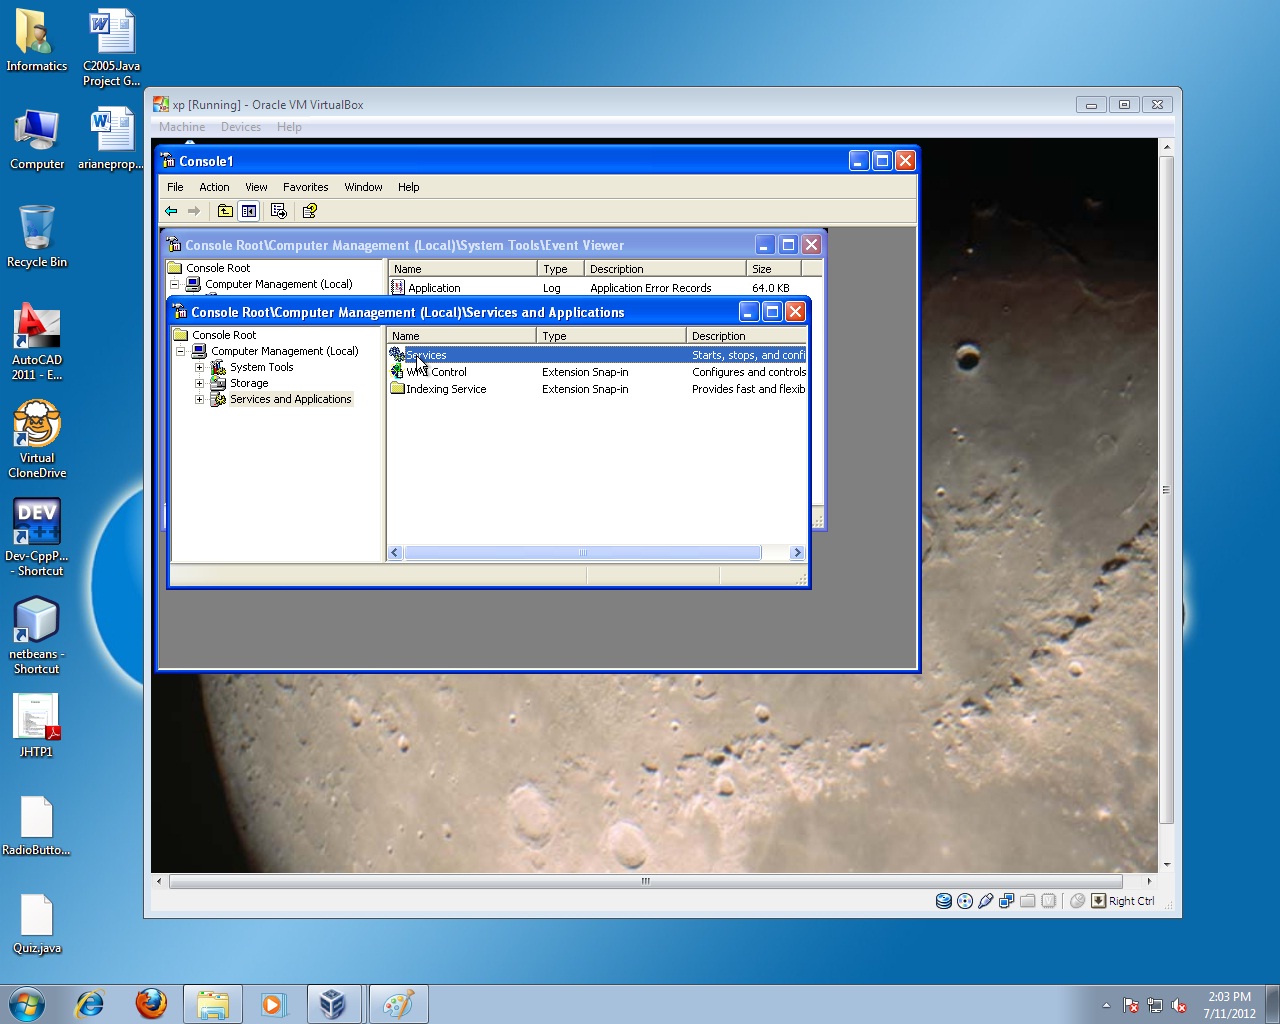 Informatics
C2005.Java
Project G...
Computer
arianeprop...
Recycle Bin
AutoCAD
2011 - E...
Virtual
CloneDrive
DEV
C++
Dev-CppP...
- Shortcut
netbeans -
Shortcut
JHTP1
RadioButto...
Quiz.java
xp [Running] - Oracle VM VirtualBox
Machine Devices Help
Console1
File Action View Favorites Window Help
Console Root\Computer Management (Local)\System Tools\Event Viewer
Console Root
Computer Management (Local)
Name Type Description Size
Application Log Application Error Records 64.0 KB
Console Root\Computer Management (Local)\Services and Applications
Console Root
Computer Management (Local)
System Tools
Storage
Services and Applications
Name Type Description
Services Starts, stops, and confi
WMI Control Extension Snap-in Configures and controls
Indexing Service Extension Snap-in Provides fast and flexib
Right Ctrl
2:03 PM
7/11/2012